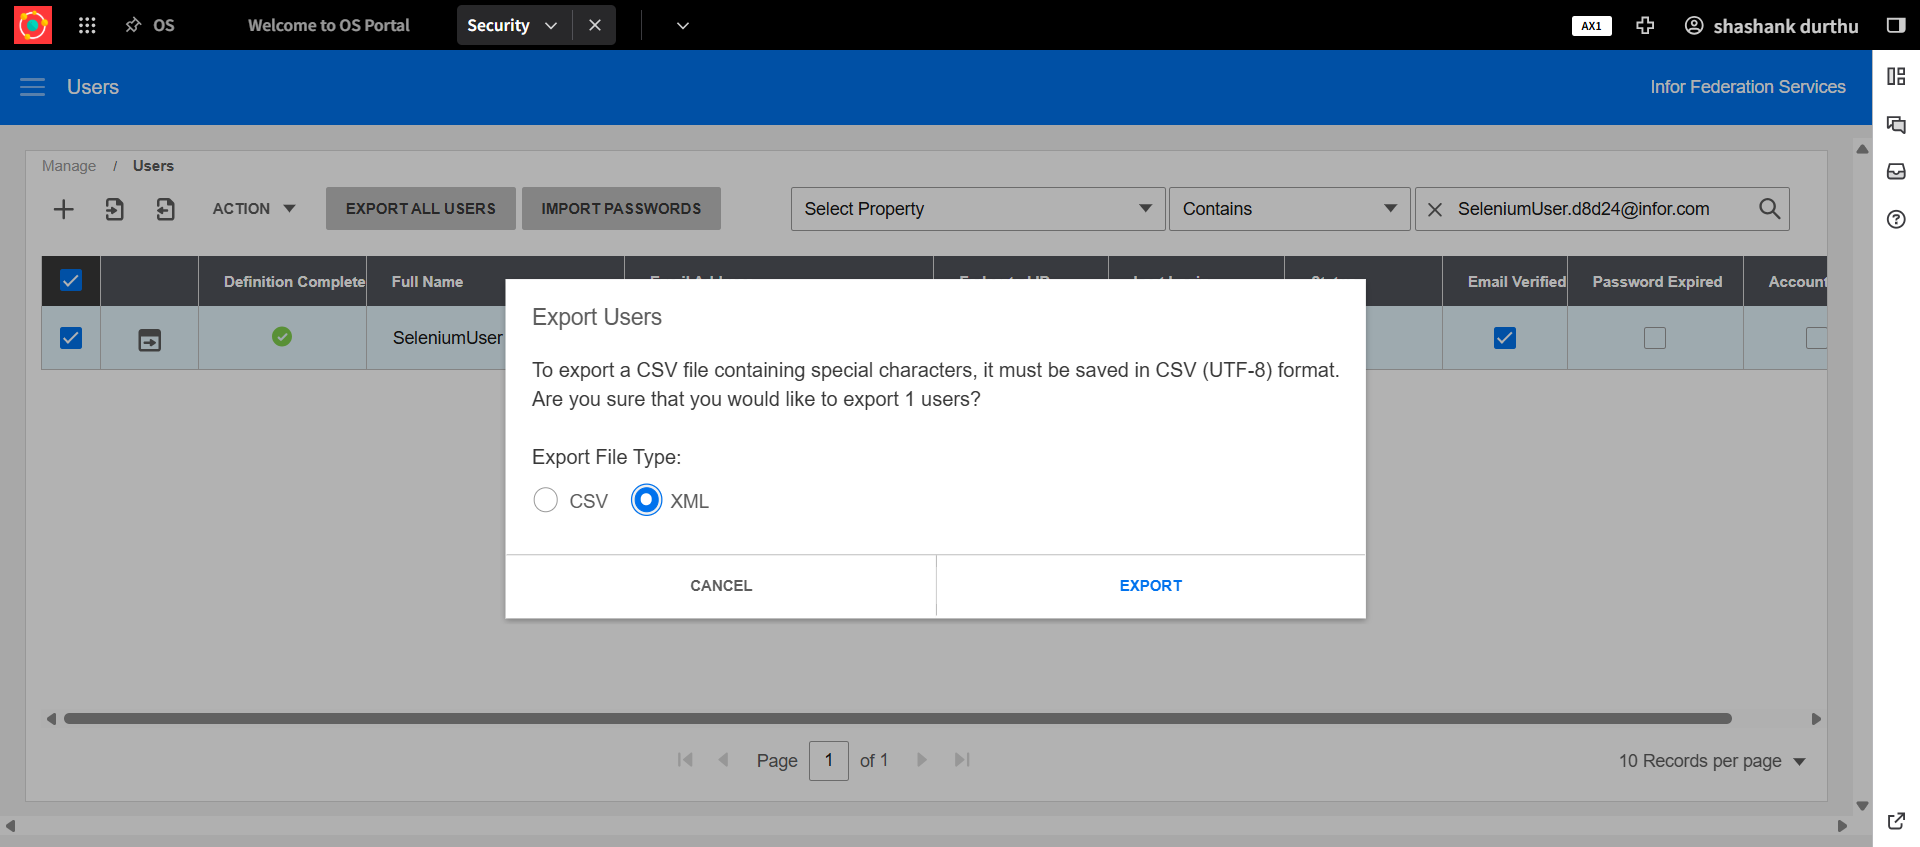 OS
Welcome to OS Portal
Security
AX1
shashank durthu
Users
Infor Federation Services
Manage / Users
ACTION
EXPORT ALL USERS
IMPORT PASSWORDS
Select Property
Contains
SeleniumUser.d8d24@infor.com
Definition Complete
Full Name
Email Verified
Password Expired
Account
SeleniumUser
Export Users
To export a CSV file containing special characters, it must be saved in CSV (UTF-8) format.
Are you sure that you would like to export 1 users?
Export File Type:
CSV
XML
CANCEL
EXPORT
Page 1 of 1
10 Records per page